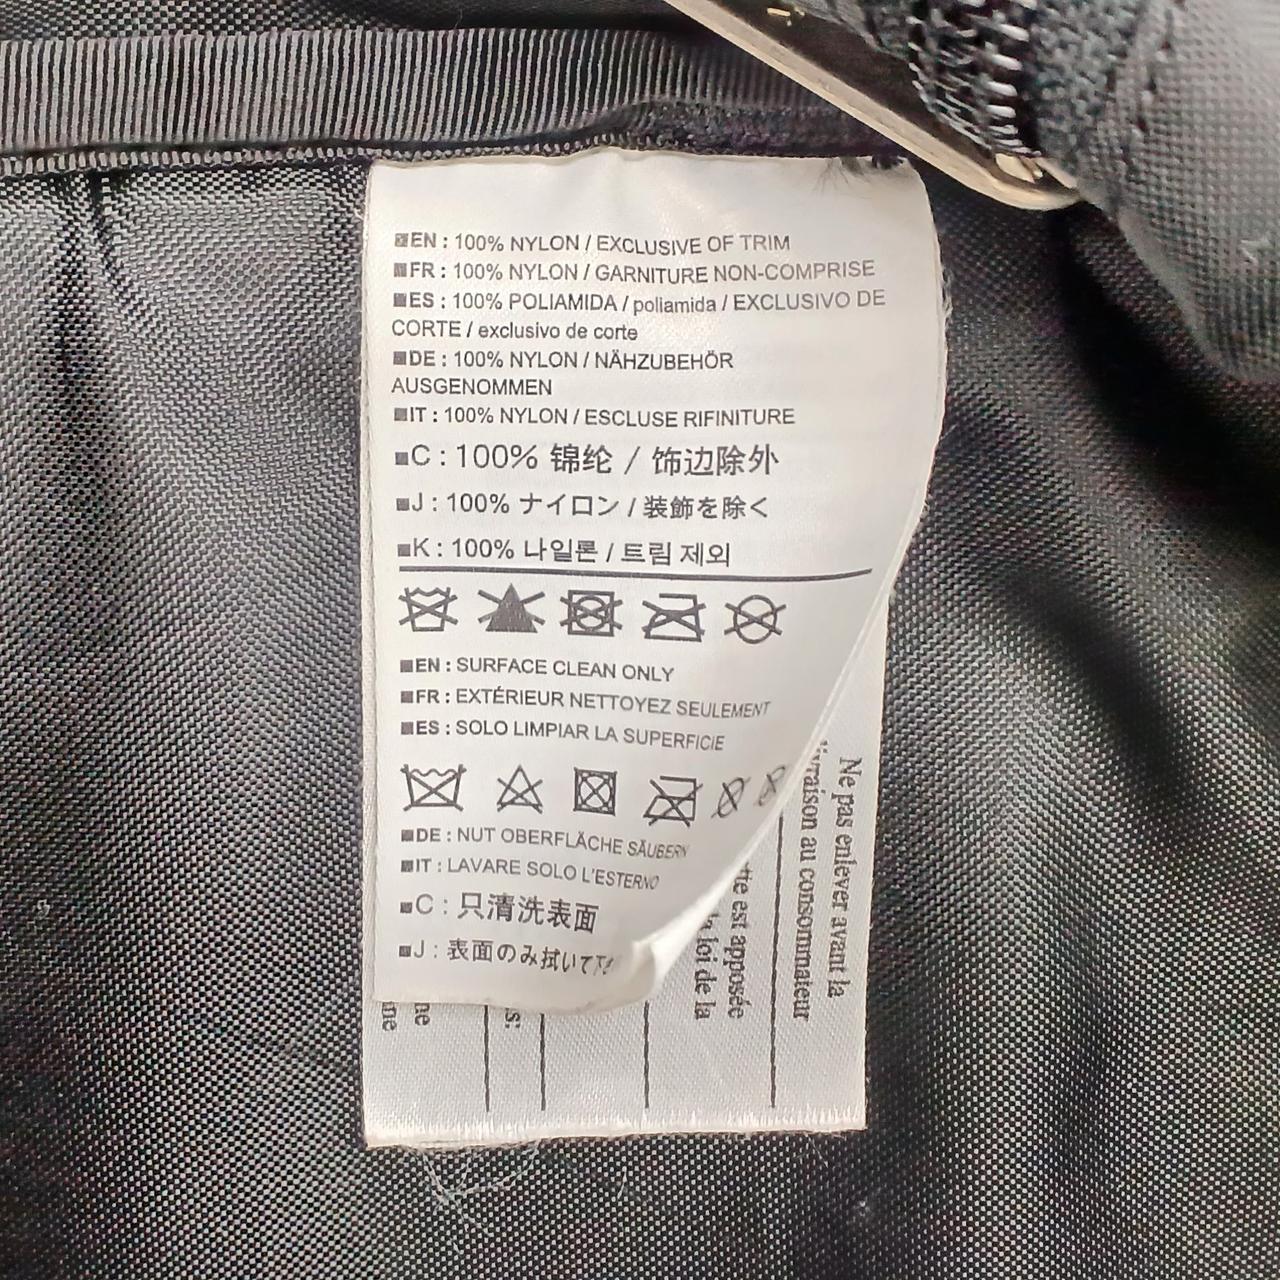 EN : 100% NYLON / EXCLUSIVE OF TRIM
FR : 100% NYLON / GARNITURE NON-COMPRISE
ES : 100% POLIAMIDA / poliamida / EXCLUSIVO DE
CORTE / exclusivo de corte
DE : 100% NYLON / NÄHZUBEHÖR
AUSGENOMMEN
IT : 100% NYLON / ESCLUSE RIFINITURE
C : 100% 锦纶 / 饰边除外
J : 100% ナイロン / 装飾を除く
K : 100% 나일론 / 트림 제외
EN : SURFACE CLEAN ONLY
FR : EXTÉRIEUR NETTOYEZ SEULEMENT
ES : SOLO LIMPIAR LA SUPERFICIE
DE : NUT OBERFLÄCHE SÄUBERN
IT : LAVARE SOLO L'ESTERNO
C : 只清洗表面
J : 表面のみ拭いて
Ne pas enlever avant la
livraison au consommateur
est apposée
loi de la